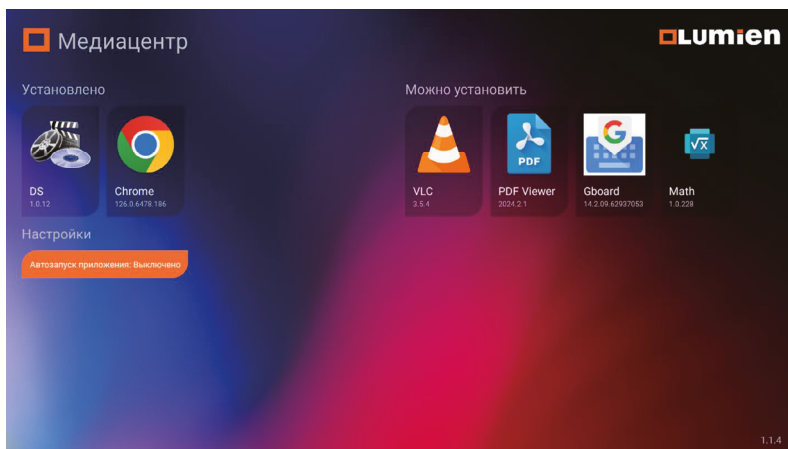 Медиацентр
Lumien
Установлено
Можно установить
DS
1.0.12
Chrome
126.0.6478.186
VLC
3.5.4
PDF
PDF Viewer
2024.2.1
G
Gboard
14.2.09.62937053
√x
Math
1.0.228
Настройки
Автозапуск приложения: Выключено
1.1.4